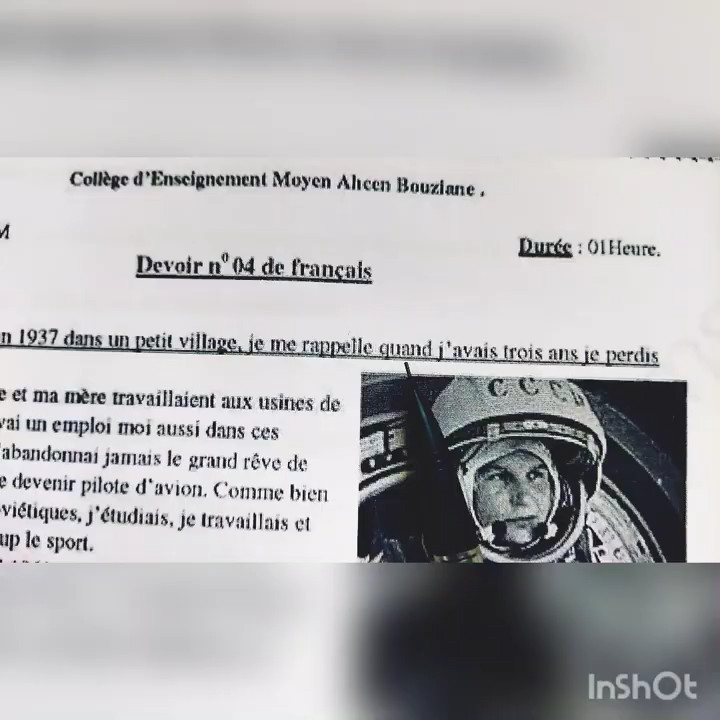 Collège d'Enseignement Moyen Ahcen Bouziane .
M
Durée : 01Heure.
Devoir n⁰ 04 de français
n 1937 dans un petit village, je me rappelle quand j'avais trois ans je perdis
e et ma mère travaillaient aux usines de
vai un emploi moi aussi dans ces
'abandonnai jamais le grand rêve de
e devenir pilote d'avion. Comme bien
viétiques, j'étudiais, je travaillais et
up le sport.
CCCP
InShOt